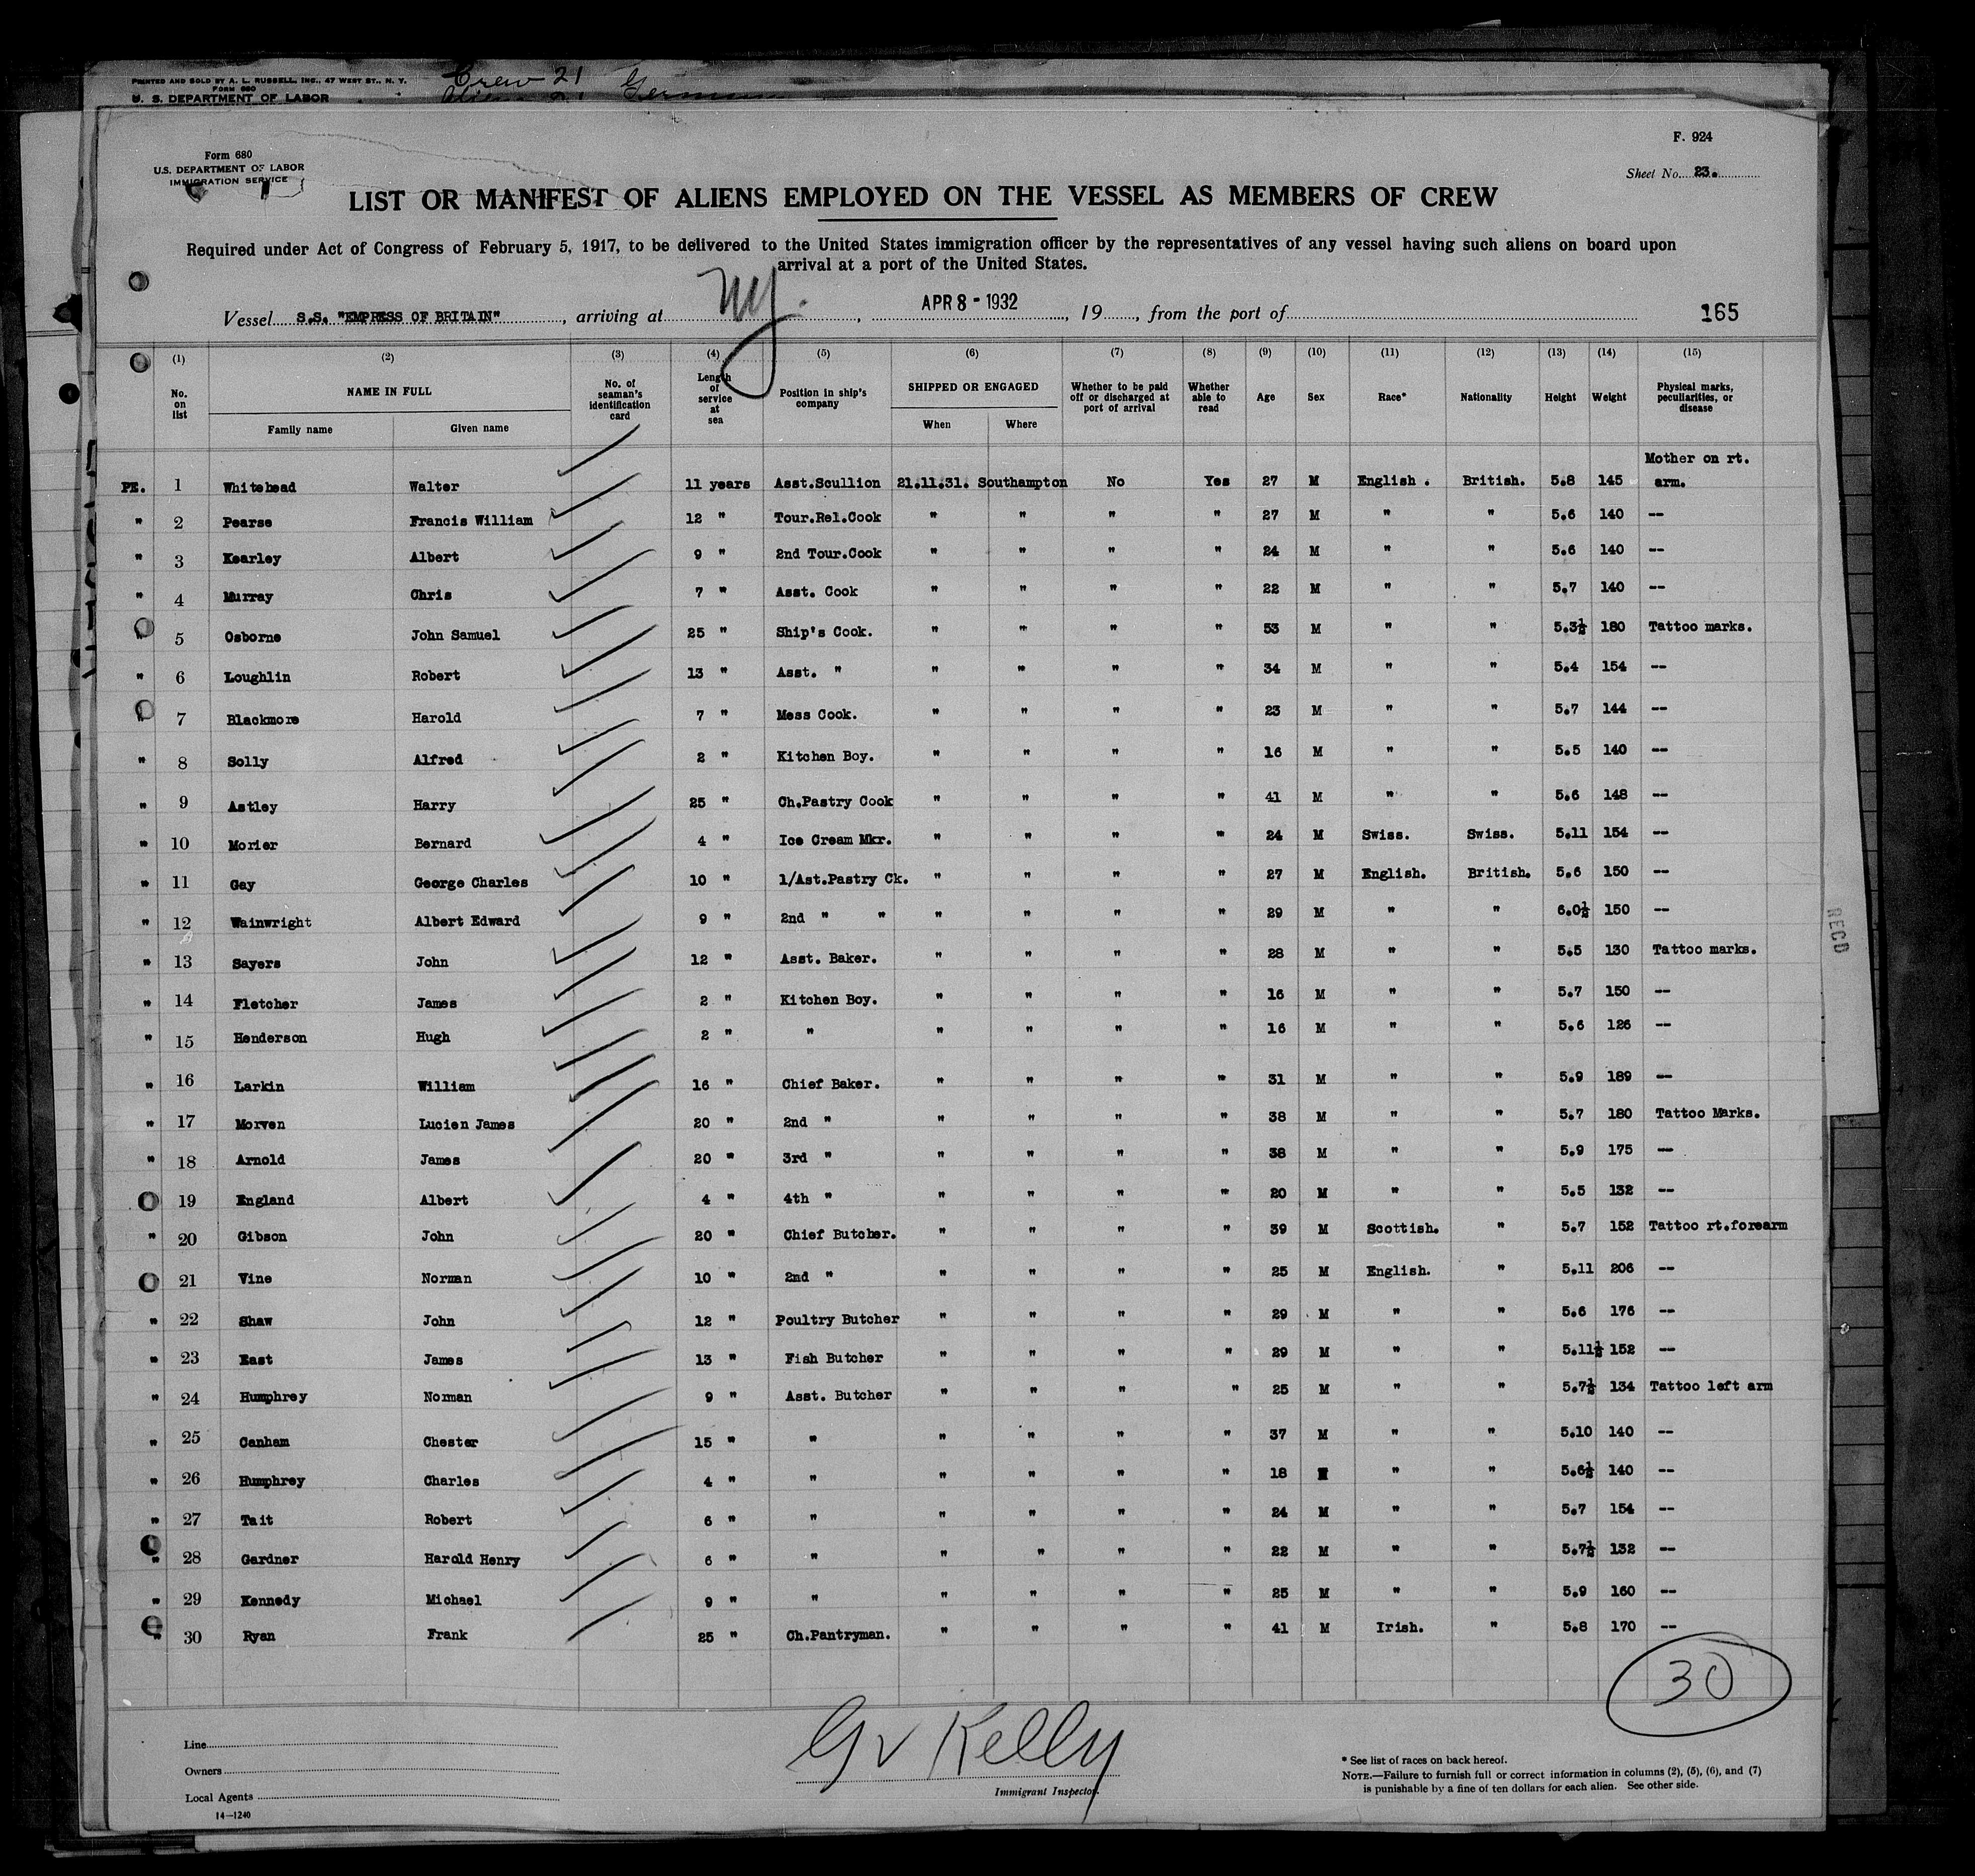 PRINTED AND SOLD BY A. L. RUSSELL, INC., 47 WEST ST., N. Y.
FORM 680
U. S. DEPARTMENT OF LABOR
Crew 21
F. 924
Form 680
U.S. DEPARTMENT OF LABOR
IMMIGRATION SERVICE
Sheet No. 23.
LIST OR MANIFEST OF ALIENS EMPLOYED ON THE VESSEL AS MEMBERS OF CREW
Required under Act of Congress of February 5, 1917, to be delivered to the United States immigration officer by the representatives of any vessel having such aliens on board upon
arrival at a port of the United States.
Vessel S.S. "EMPRESS OF BRITAIN", arriving at NY., APR 8 - 1932, 19, from the port of 165
(1) (2) (3) (4) (5) (6) (7) (8) (9) (10) (11) (12) (13) (14) (15)
No. on list NAME IN FULL Family name Given name No. of seaman's identification card Length of service at sea Position in ship's company SHIPPED OR ENGAGED When Where Whether to be paid off or discharged at port of arrival Whether able to read Age Sex Race* Nationality Height Weight Physical marks, peculiarities, or disease
PE. 1 Whitehead Walter 11 years Asst.Scullion 21.11.31. Southampton No Yes 27 M English . British. 5.8 145 Mother on rt. arm.
" 2 Pearse Francis William 12 " Tour.Rel.Cook " " " " 27 M " " 5.6 140 --
" 3 Kearley Albert 9 " 2nd Tour.Cook " " " " 24 M " " 5.6 140 --
" 4 Murray Chris 7 " Asst. Cook " " " " 22 M " " 5.7 140 --
" 5 Osborne John Samuel 25 " Ship's Cook. " " " " 53 M " " 5.3½ 180 Tattoo marks.
" 6 Loughlin Robert 13 " Asst. " " " " " 34 M " " 5.4 154 --
" 7 Blackmore Harold 7 " Mess Cook. " " " " 23 M " " 5.7 144 --
" 8 Solly Alfred 2 " Kitchen Boy. " " " " 16 M " " 5.5 140 --
" 9 Astley Harry 25 " Ch.Pastry Cook " " " " 41 M " " 5.6 148 --
" 10 Morier Bernard 4 " Ice Cream Mkr. " " " " 24 M Swiss. Swiss. 5.11 154 --
" 11 Gay George Charles 10 " 1/Ast.Pastry Ck. " " " " 27 M English. British. 5.6 150 --
" 12 Wainwright Albert Edward 9 " 2nd " " " " " " 29 M " " 6.0½ 150 --
" 13 Sayers John 12 " Asst. Baker. " " " " 28 M " " 5.5 130 Tattoo marks.
" 14 Fletcher James 2 " Kitchen Boy. " " " " 16 M " " 5.7 150 --
" 15 Henderson Hugh 2 " " " " " " 16 M " " 5.6 126 --
" 16 Larkin William 16 " Chief Baker. " " " " 31 M " " 5.9 189 --
" 17 Morven Lucien James 20 " 2nd " " " " " 38 M " " 5.7 180 Tattoo Marks.
" 18 Arnold James 20 " 3rd " " " " " 38 M " " 5.9 175 --
" 19 England Albert 4 " 4th " " " " " 20 M " " 5.5 132 --
" 20 Gibson John 20 " Chief Butcher. " " " " 39 M Scottish. " 5.7 152 Tattoo rt.forearm
" 21 Vine Norman 10 " 2nd " " " " " 25 M English. " 5.11 206 --
" 22 Shaw John 12 " Poultry Butcher " " " " 29 M " " 5.6 176 --
" 23 East James 13 " Fish Butcher " " " " 29 M " " 5.11½ 152 --
" 24 Humphrey Norman 9 " Asst. Butcher " " " " 25 M " " 5.7½ 134 Tattoo left arm
" 25 Canham Chester 15 " " " " " " 37 M " " 5.10 140 --
" 26 Humphrey Charles 4 " " " " " " 18 M " " 5.6½ 140 --
" 27 Tait Robert 6 " " " " " " 24 M " " 5.7 154 --
" 28 Gardner Harold Henry 6 " " " " " " 22 M " " 5.7½ 132 --
" 29 Kennedy Michael 9 " " " " " " 25 M " " 5.9 160 --
" 30 Ryan Frank 25 " Ch.Pantryman. " " " " 41 M Irish. " 5.8 170 --
30
RECD
Line
Owners
Local Agents
14-1240
G V Kelly
Immigrant Inspector.
* See list of races on back hereof.
NOTE.—Failure to furnish full or correct information in columns (2), (5), (6), and (7)
is punishable by a fine of ten dollars for each alien. See other side.